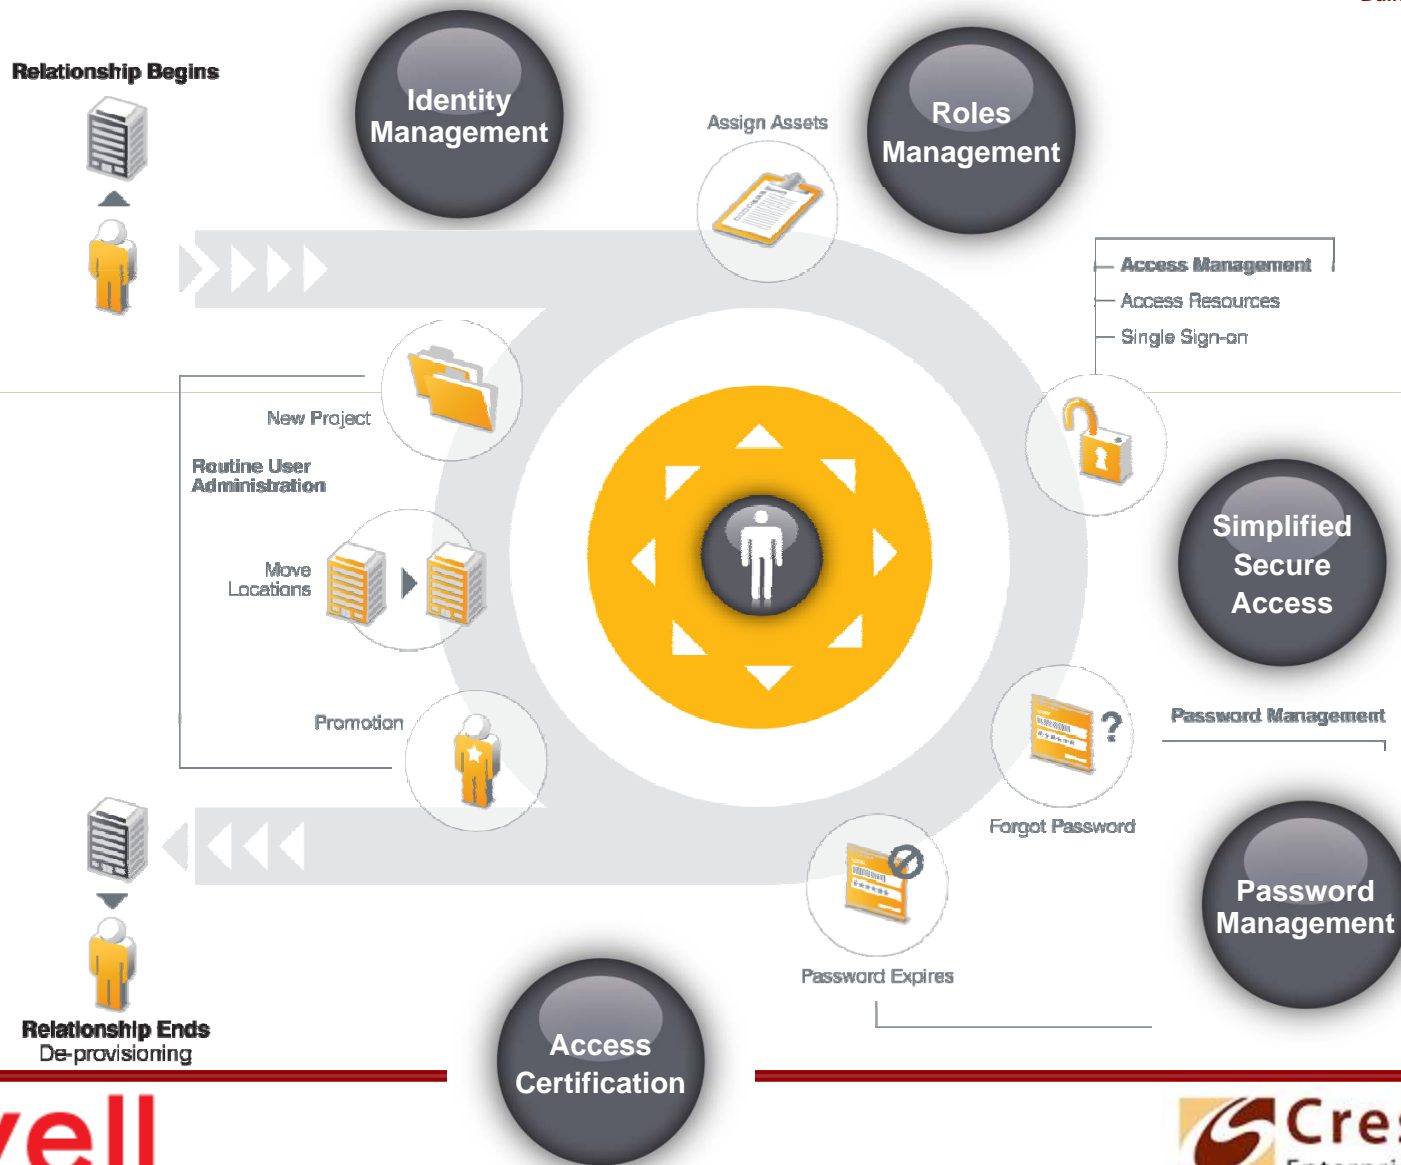 Relationship Begins
Identity
Management
Assign Assets
Roles
Management
Access Management
Access Resources
Single Sign-on
New Project
Routine User
Administration
Move
Locations
Promotion
Simplified
Secure
Access
Password Management
Forgot Password
Password
Management
Password Expires
Relationship Ends
De-provisioning
Access
Certification